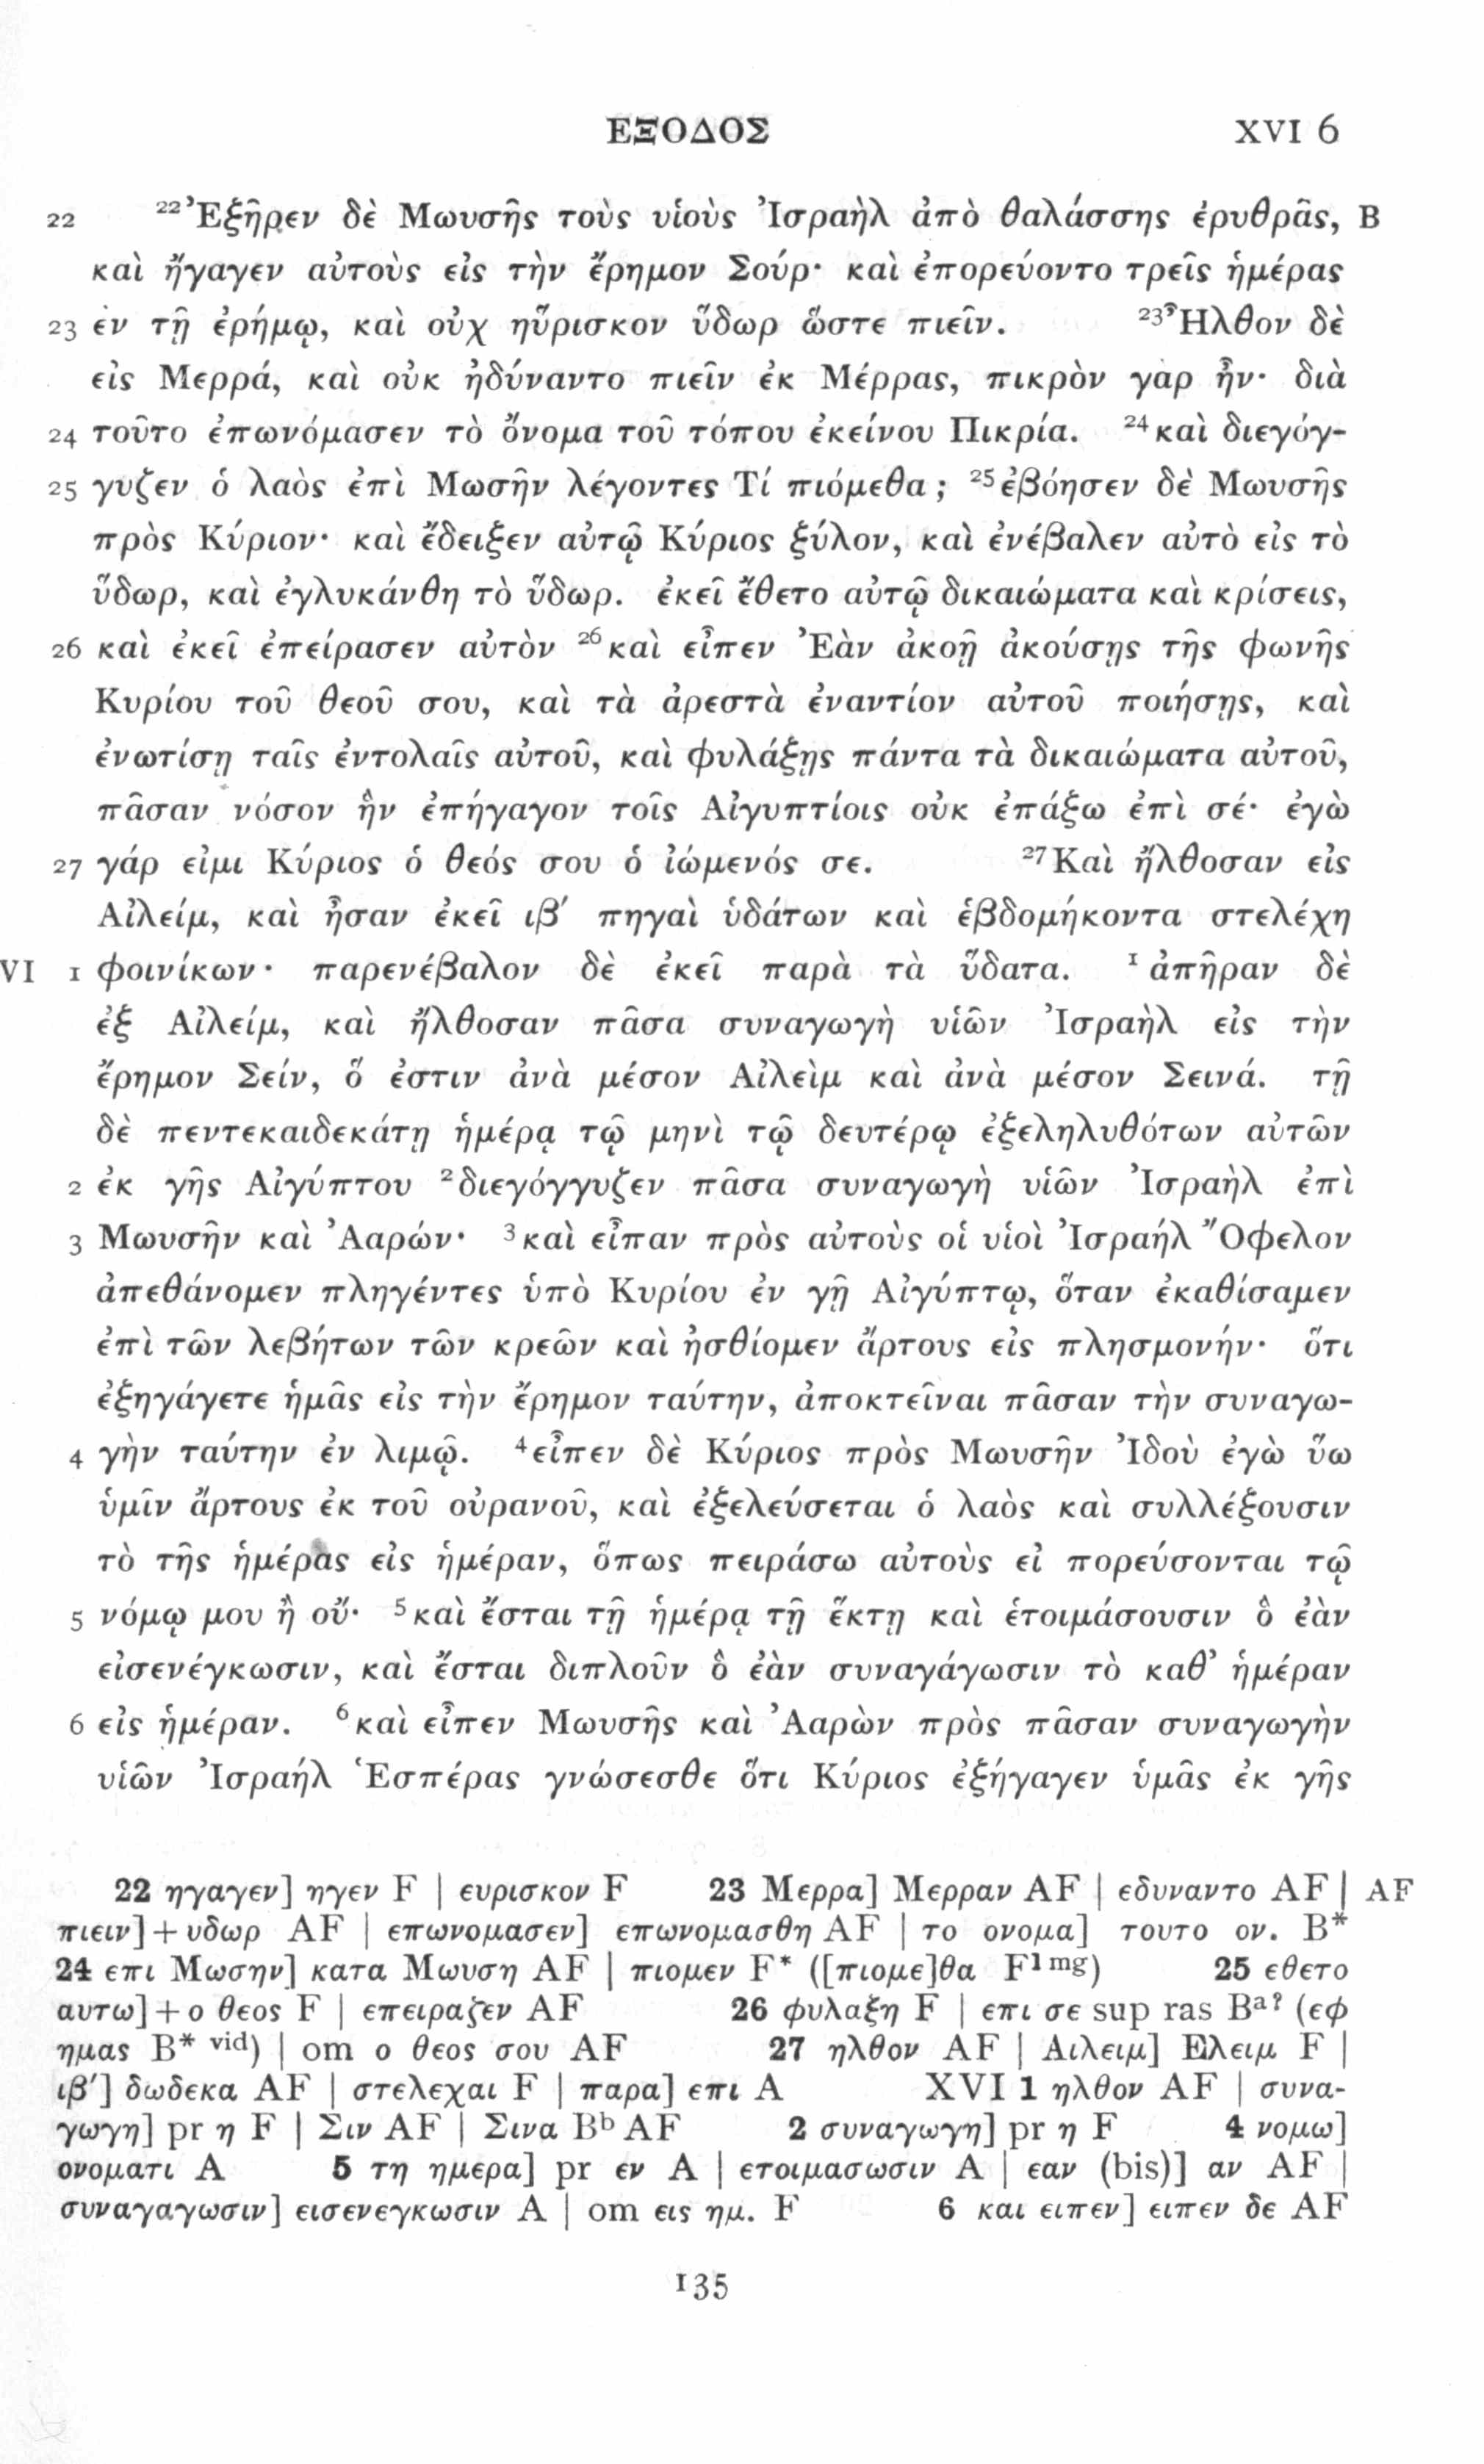 ΕΞΟΔΟΣ XVI 6
22 ²²Ἐξῆρεν δὲ Μωυσῆς τοὺς υἱοὺς Ἰσραὴλ ἀπὸ θαλάσσης ἐρυθρᾶς, B
καὶ ἤγαγεν αὐτοὺς εἰς τὴν ἔρημον Σούρ· καὶ ἐπορεύοντο τρεῖς ἡμέρας
23 ἐν τῇ ἐρήμῳ, καὶ οὐχ ηὕρισκον ὕδωρ ὥστε πιεῖν. ²³Ἦλθον δὲ
εἰς Μερρά, καὶ οὐκ ἠδύναντο πιεῖν ἐκ Μέρρας, πικρὸν γὰρ ἦν· διὰ
24 τοῦτο ἐπωνόμασεν τὸ ὄνομα τοῦ τόπου ἐκείνου Πικρία. ²⁴καὶ διεγόγ-
25 γυζεν ὁ λαὸς ἐπὶ Μωσῆν λέγοντες Τί πιόμεθα; ²⁵ἐβόησεν δὲ Μωυσῆς
πρὸς Κύριον· καὶ ἔδειξεν αὐτῷ Κύριος ξύλον, καὶ ἐνέβαλεν αὐτὸ εἰς τὸ
ὕδωρ, καὶ ἐγλυκάνθη τὸ ὕδωρ. ἐκεῖ ἔθετο αὐτῷ δικαιώματα καὶ κρίσεις,
26 καὶ ἐκεῖ ἐπείρασεν αὐτὸν ²⁶καὶ εἶπεν Ἐὰν ἀκοῇ ἀκούσῃς τῆς φωνῆς
Κυρίου τοῦ θεοῦ σου, καὶ τὰ ἀρεστὰ ἐναντίον αὐτοῦ ποιήσῃς, καὶ
ἐνωτίσῃ ταῖς ἐντολαῖς αὐτοῦ, καὶ φυλάξῃς πάντα τὰ δικαιώματα αὐτοῦ,
πᾶσαν νόσον ἣν ἐπήγαγον τοῖς Αἰγυπτίοις οὐκ ἐπάξω ἐπὶ σέ· ἐγὼ
27 γάρ εἰμι Κύριος ὁ θεός σου ὁ ἰώμενός σε. ²⁷Καὶ ἤλθοσαν εἰς
Αἰλείμ, καὶ ἦσαν ἐκεῖ ιβ′ πηγαὶ ὑδάτων καὶ ἑβδομήκοντα στελέχη
VI 1 φοινίκων· παρενέβαλον δὲ ἐκεῖ παρὰ τὰ ὕδατα. ¹ἀπῆραν δὲ
ἐξ Αἰλείμ, καὶ ἤλθοσαν πᾶσα συναγωγὴ υἱῶν Ἰσραὴλ εἰς τὴν
ἔρημον Σείν, ὅ ἐστιν ἀνὰ μέσον Αἰλεὶμ καὶ ἀνὰ μέσον Σεινά. τῇ
δὲ πεντεκαιδεκάτῃ ἡμέρᾳ τῷ μηνὶ τῷ δευτέρῳ ἐξεληλυθότων αὐτῶν
2 ἐκ γῆς Αἰγύπτου ²διεγόγγυζεν πᾶσα συναγωγὴ υἱῶν Ἰσραὴλ ἐπὶ
3 Μωυσῆν καὶ Ἀαρών· ³καὶ εἶπαν πρὸς αὐτοὺς οἱ υἱοὶ Ἰσραήλ Ὄφελον
ἀπεθάνομεν πληγέντες ὑπὸ Κυρίου ἐν γῇ Αἰγύπτῳ, ὅταν ἐκαθίσαμεν
ἐπὶ τῶν λεβήτων τῶν κρεῶν καὶ ἠσθίομεν ἄρτους εἰς πλησμονήν· ὅτι
ἐξηγάγετε ἡμᾶς εἰς τὴν ἔρημον ταύτην, ἀποκτεῖναι πᾶσαν τὴν συναγω-
4 γὴν ταύτην ἐν λιμῷ. ⁴εἶπεν δὲ Κύριος πρὸς Μωυσῆν Ἰδοὺ ἐγὼ ὕω
ὑμῖν ἄρτους ἐκ τοῦ οὐρανοῦ, καὶ ἐξελεύσεται ὁ λαὸς καὶ συλλέξουσιν
τὸ τῆς ἡμέρας εἰς ἡμέραν, ὅπως πειράσω αὐτοὺς εἰ πορεύσονται τῷ
5 νόμῳ μου ἢ οὔ· ⁵καὶ ἔσται τῇ ἡμέρᾳ τῇ ἕκτῃ καὶ ἑτοιμάσουσιν ὃ ἐὰν
εἰσενέγκωσιν, καὶ ἔσται διπλοῦν ὃ ἐὰν συναγάγωσιν τὸ καθ’ ἡμέραν
6 εἰς ἡμέραν. ⁶καὶ εἶπεν Μωυσῆς καὶ Ἀαρὼν πρὸς πᾶσαν συναγωγὴν
υἱῶν Ἰσραήλ Ἑσπέρας γνώσεσθε ὅτι Κύριος ἐξήγαγεν ὑμᾶς ἐκ γῆς
22 ηγαγεν] ηγεν F | ευρισκον F 23 Μερρα] Μερραν AF | εδυναντο AF | AF
πιειν] + υδωρ AF | επωνομασεν] επωνομασθη AF | το ονομα] τουτο ον. B*
24 επι Μωσην] κατα Μωυση AF | πιομεν F* ([πιομε]θα F¹ ᵐᵍ) 25 εθετο
αυτω] + ο θεος F | επειραζεν AF 26 φυλαξη F | επι σε sup ras Bᵃ? (εφ
ημας B* ᵛⁱᵈ) | om ο θεος σου AF 27 ηλθον AF | Αιλειμ] Ελειμ F |
ιβ′] δωδεκα AF | στελεχαι F | παρα] επι A XVI 1 ηλθον AF | συνα-
γωγη] pr η F | Σιν AF | Σινα Bᵇ AF 2 συναγωγη] pr η F 4 νομω]
ονοματι A 5 τη ημερα] pr εν A | ετοιμασωσιν A | εαν (bis)] αν AF |
συναγαγωσιν] εισενεγκωσιν A | om εις ημ. F 6 και ειπεν] ειπεν δε AF
135